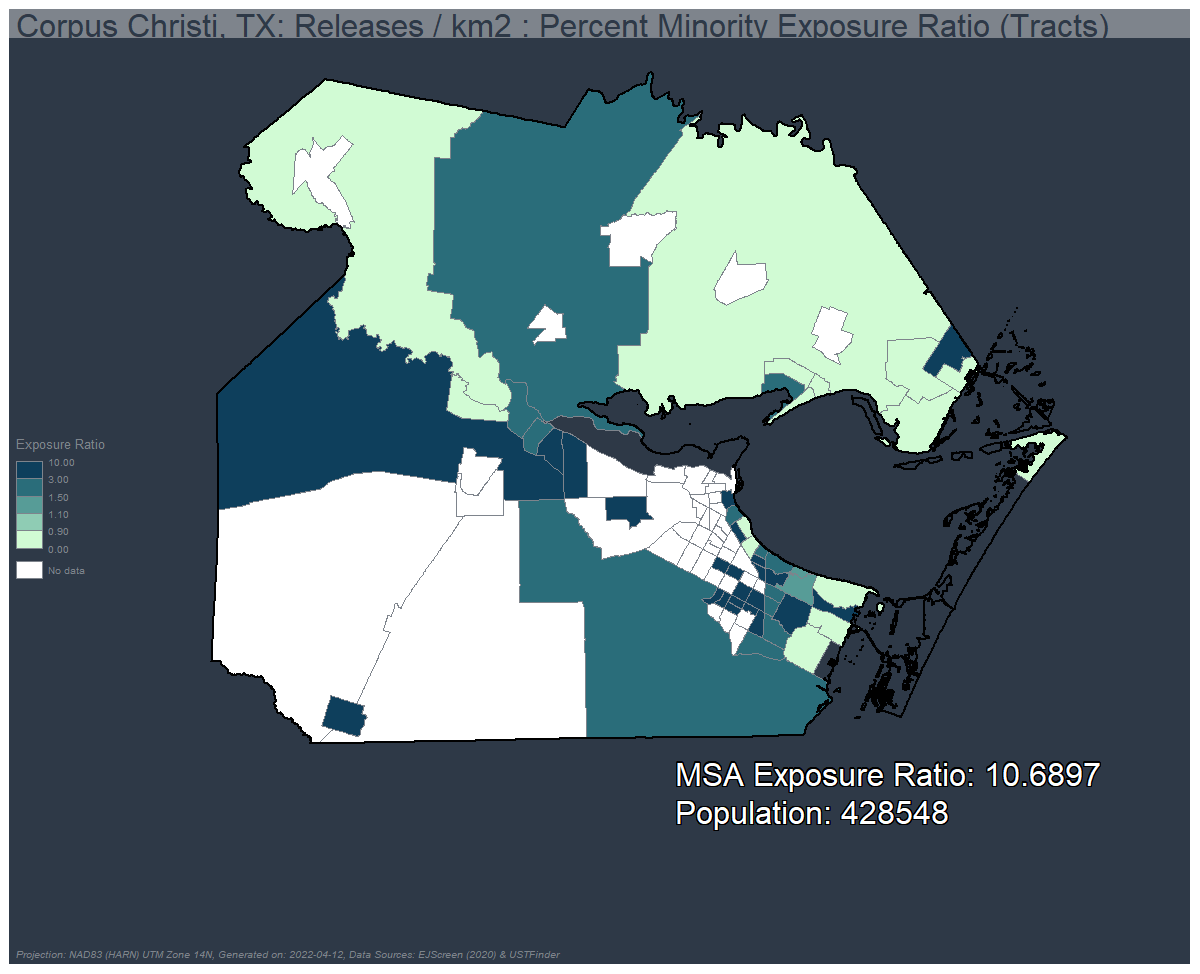 Corpus Christi, TX: Releases / km2 : Percent Minority Exposure Ratio (Tracts)
Exposure Ratio
10.00
3.00
1.50
1.10
0.90
0.00
No data
MSA Exposure Ratio: 10.6897
Population: 428548
Projection: NAD83 (HARN) UTM Zone 14N, Generated on: 2022-04-12, Data Sources: EJScreen (2020) & USTFinder